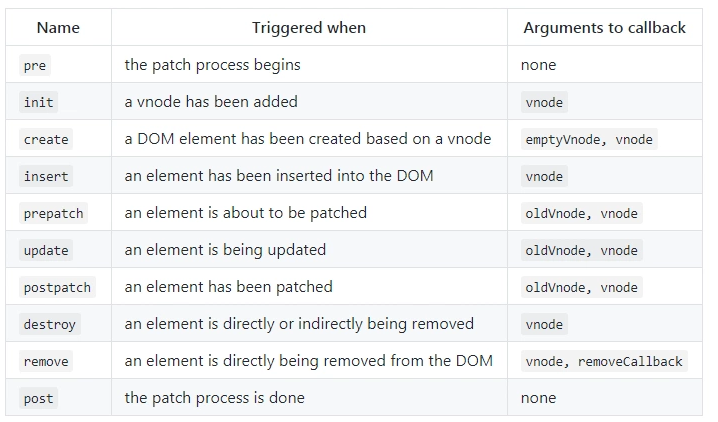 Name Triggered when Arguments to callback
pre the patch process begins none
init a vnode has been added vnode
create a DOM element has been created based on a vnode emptyVnode, vnode
insert an element has been inserted into the DOM vnode
prepatch an element is about to be patched oldVnode, vnode
update an element is being updated oldVnode, vnode
postpatch an element has been patched oldVnode, vnode
destroy an element is directly or indirectly being removed vnode
remove an element is directly being removed from the DOM vnode, removeCallback
post the patch process is done none